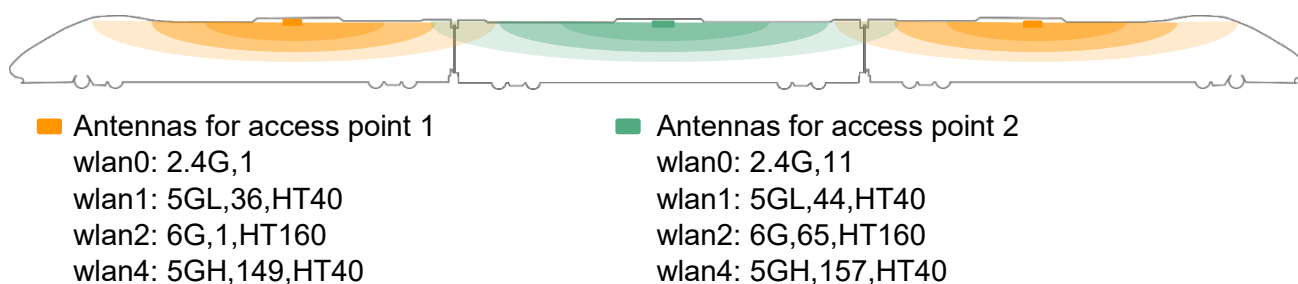 Antennas for access point 1
wlan0: 2.4G,1
wlan1: 5GL,36,HT40
wlan2: 6G,1,HT160
wlan4: 5GH,149,HT40
Antennas for access point 2
wlan0: 2.4G,11
wlan1: 5GL,44,HT40
wlan2: 6G,65,HT160
wlan4: 5GH,157,HT40